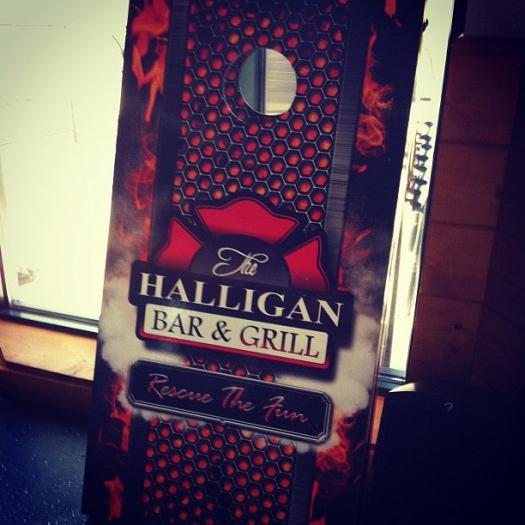 The
HALLIGAN
BAR & GRILL
Rescue The Fun